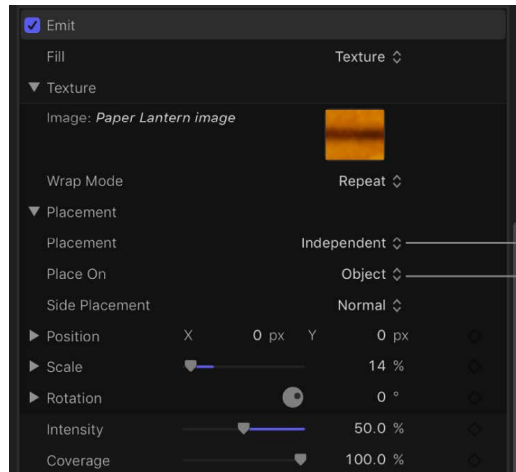 Emit
Fill Texture
Texture
Image: Paper Lantern image
Wrap Mode Repeat
Placement
Placement Independent
Place On Object
Side Placement Normal
Position X 0 px Y 0 px
Scale 14 %
Rotation 0 °
Intensity 50.0 %
Coverage 100.0 %